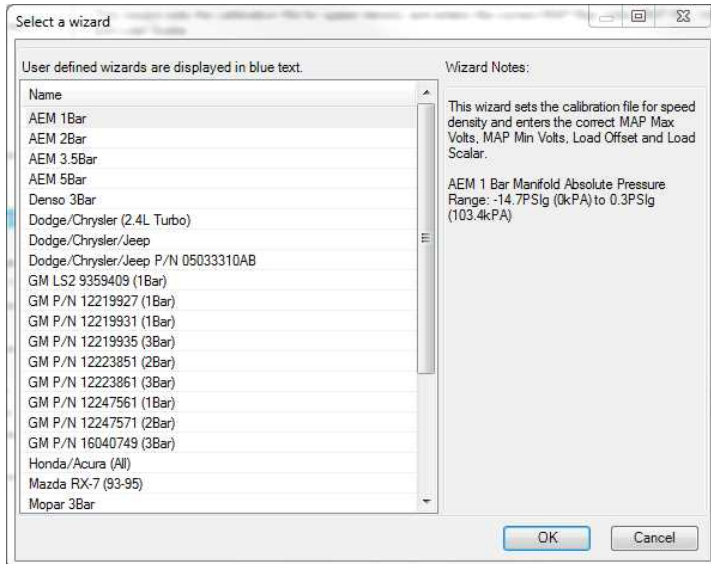 Select a wizard
User defined wizards are displayed in blue text.
Name
AEM 1Bar
AEM 2Bar
AEM 3.5Bar
AEM 5Bar
Denso 3Bar
Dodge/Chrysler (2.4L Turbo)
Dodge/Chrysler/Jeep
Dodge/Chrysler/Jeep P/N 05033310AB
GM LS2 9359409 (1Bar)
GM P/N 12219927 (1Bar)
GM P/N 12219931 (1Bar)
GM P/N 12219935 (3Bar)
GM P/N 12223851 (2Bar)
GM P/N 12223861 (3Bar)
GM P/N 12247561 (1Bar)
GM P/N 12247571 (2Bar)
GM P/N 16040749 (3Bar)
Honda/Acura (All)
Mazda RX-7 (93-95)
Mopar 3Bar
Wizard Notes:
This wizard sets the calibration file for speed
density and enters the correct MAP Max
Volts, MAP Min Volts, Load Offset and Load
Scalar.
AEM 1 Bar Manifold Absolute Pressure
Range: -14.7PSIg (0kPA) to 0.3PSIg
(103.4kPA)
OK
Cancel